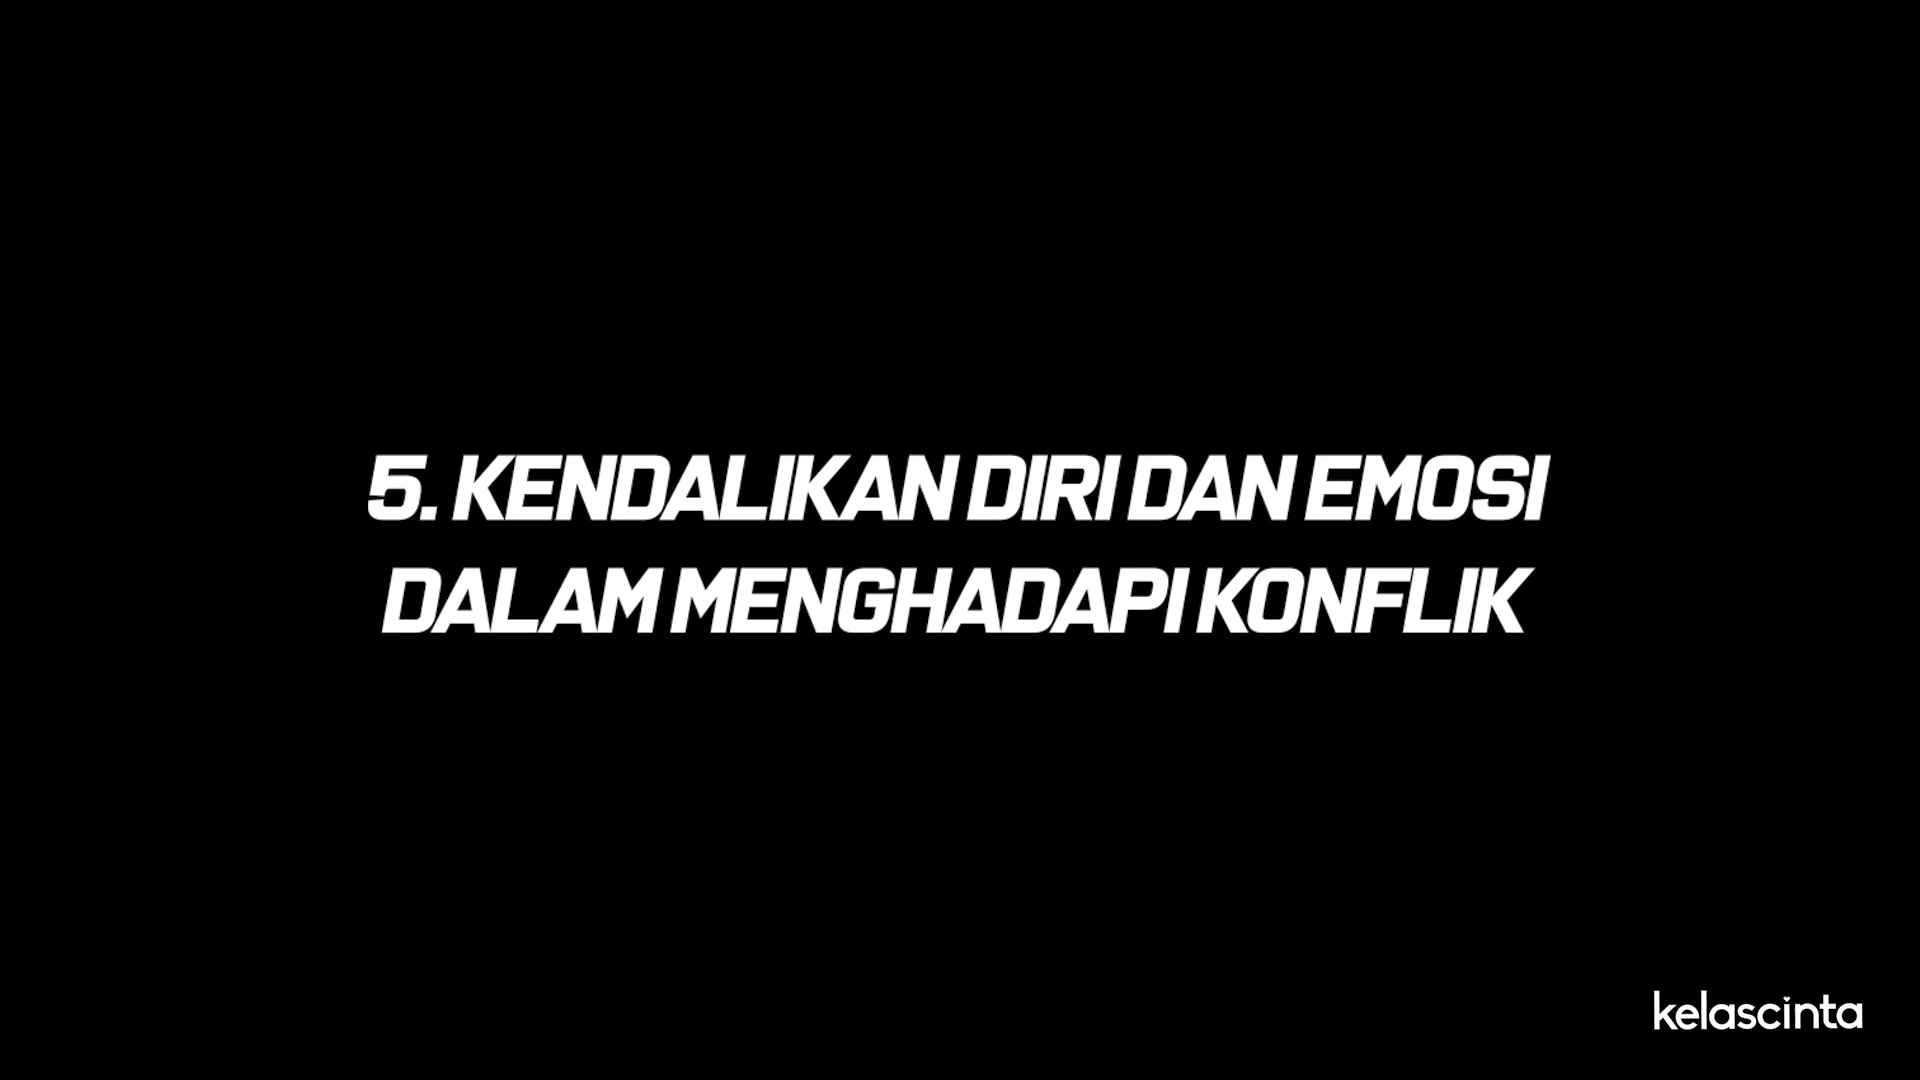 5. KENDALIKAN DIRI DAN EMOSI
DALAM MENGHADAPI KONFLIK
kelascinta